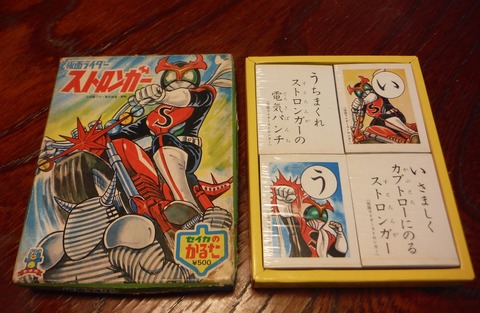 仮面ライダー
ストロンガー
S
セイカの
かるた
¥500
うちまくれ
ストロンガーの
電気パンチ
い
う
いさましく
カブトローにのる
ストロンガー